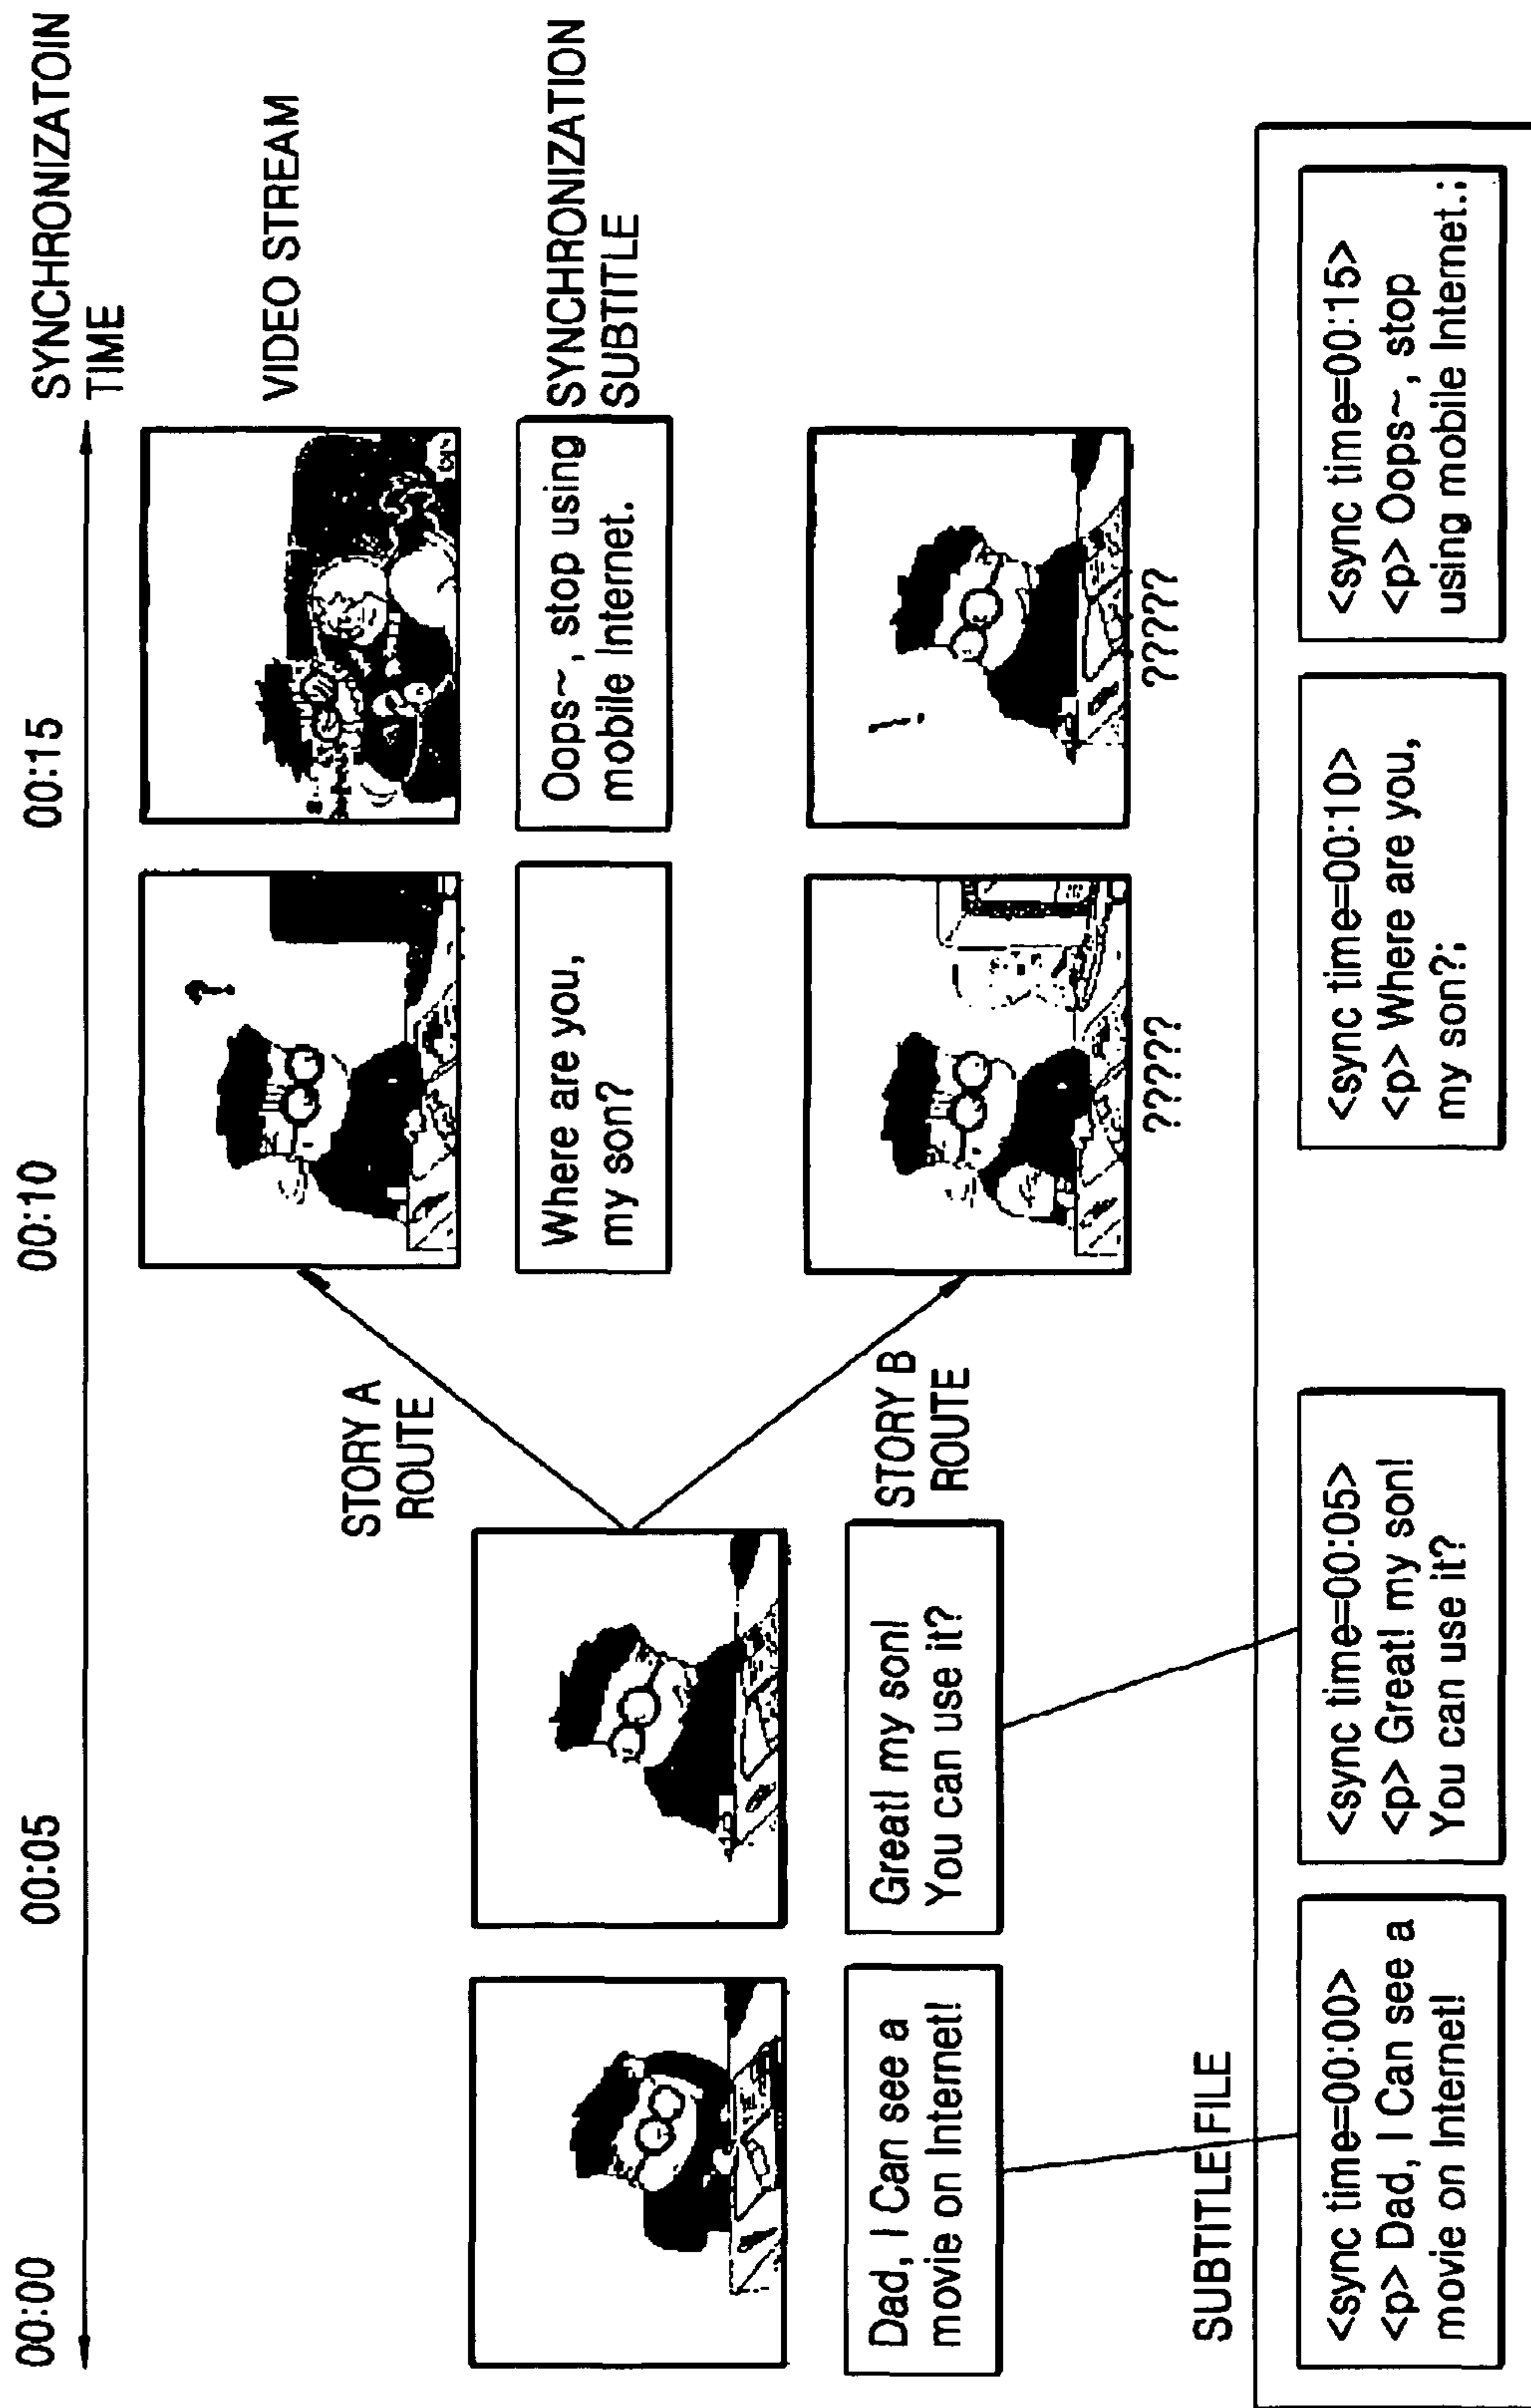 00:00
00:05
00:10
00:15
SYNCHRONIZATOIN
TIME
VIDEO STREAM
STORY A
ROUTE
Where are you,
my son?
Oops~, stop using
mobile Internet.
SYNCHRONIZATION
SUBTITLE
Dad, I Can see a
movie on Internet!
Great! my son!
You can use it?
STORY B
ROUTE
?????
?????
SUBTITLE FILE
<sync time=00:00>
<p> Dad, I Can see a
movie on Internet!
<sync time=00:05>
<p> Great! my son!
You can use it?
<sync time=00:10>
<p> Where are you,
my son?;
<sync time=00:15>
<p> Oops~, stop
using mobile Internet.;